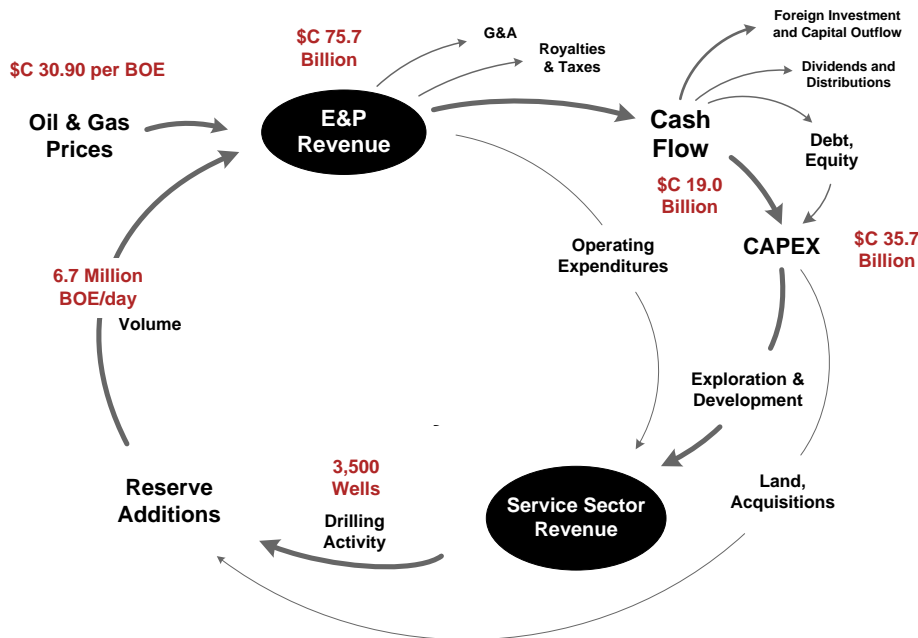 Foreign Investment
and Capital Outflow
$C 75.7
Billion
G&A
Royalties
& Taxes
$C 30.90 per BOE
Dividends and
Distributions
Oil & Gas
Prices
E&P
Revenue
Cash
Flow
Debt,
Equity
$C 19.0
Billion
CAPEX
$C 35.7
Billion
Operating
Expenditures
6.7 Million
BOE/day
Volume
Exploration &
Development
3,500
Wells
Reserve
Additions
Drilling
Activity
Service Sector
Revenue
Land,
Acquisitions